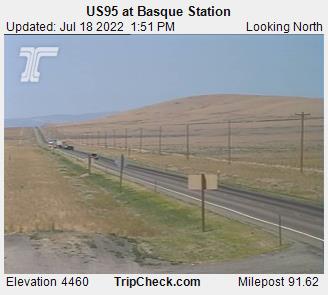 US95 at Basque Station
Updated: Jul 18 2022 1:51 PM Looking North
Elevation 4460 TripCheck.com Milepost 91.62